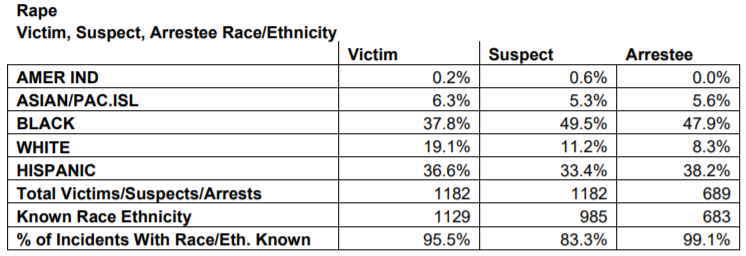 Rape
Victim, Suspect, Arrestee Race/Ethnicity
Victim Suspect Arrestee
AMER IND 0.2% 0.6% 0.0%
ASIAN/PAC.ISL 6.3% 5.3% 5.6%
BLACK 37.8% 49.5% 47.9%
WHITE 19.1% 11.2% 8.3%
HISPANIC 36.6% 33.4% 38.2%
Total Victims/Suspects/Arrests 1182 1182 689
Known Race Ethnicity 1129 985 683
% of Incidents With Race/Eth. Known 95.5% 83.3% 99.1%